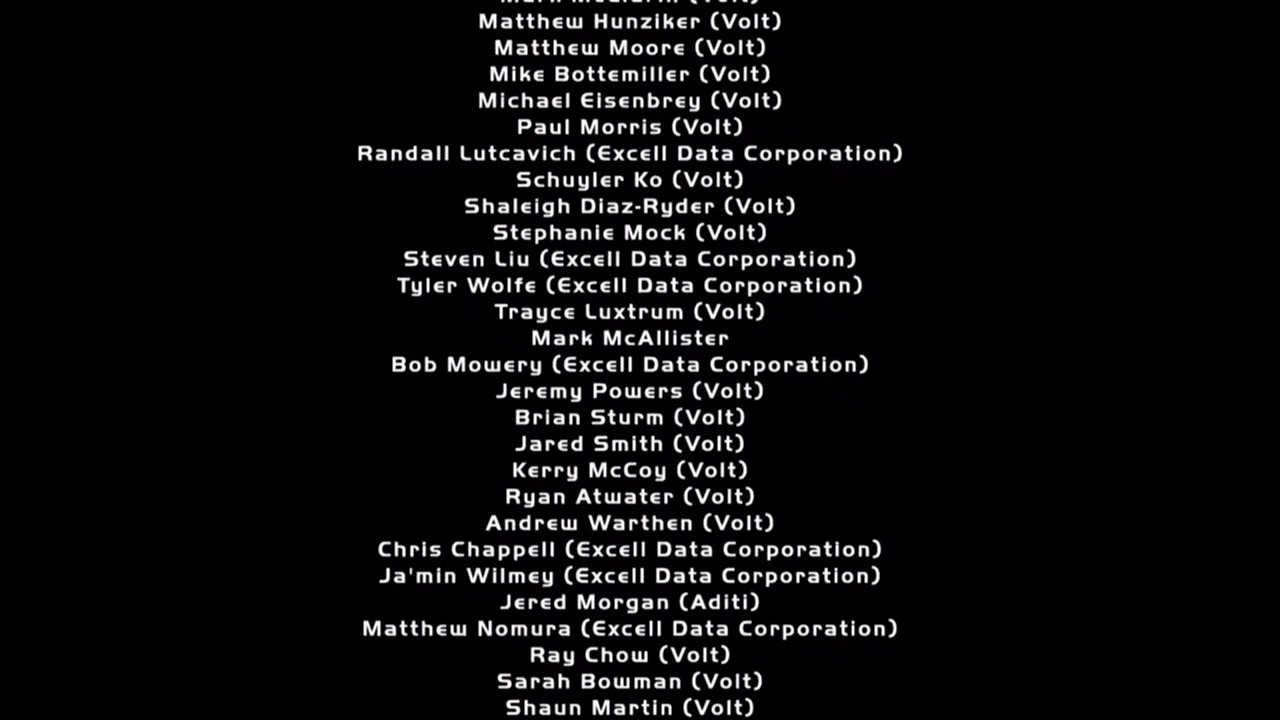 Matthew Hunziker (Volt)
Matthew Moore (Volt)
Mike Bottemiller (Volt)
Michael Eisenbrey (Volt)
Paul Morris (Volt)
Randall Lutcavich (Excell Data Corporation)
Schuyler Ko (Volt)
Shaleigh Diaz-Ryder (Volt)
Stephanie Mock (Volt)
Steven Liu (Excell Data Corporation)
Tyler Wolfe (Excell Data Corporation)
Trayce Luxtrum (Volt)
Mark McAllister
Bob Mowery (Excell Data Corporation)
Jeremy Powers (Volt)
Brian Sturm (Volt)
Jared Smith (Volt)
Kerry McCoy (Volt)
Ryan Atwater (Volt)
Andrew Warthen (Volt)
Chris Chappell (Excell Data Corporation)
Ja'min Wilmey (Excell Data Corporation)
Jered Morgan (Aditi)
Matthew Nomura (Excell Data Corporation)
Ray Chow (Volt)
Sarah Bowman (Volt)
Shaun Martin (Volt)